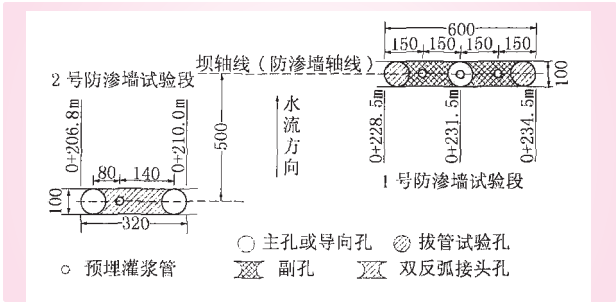 600
150 150 150 150
坝轴线(防渗墙轴线)
100
2号防渗墙试验段
0+206.8m
0+210.0m
500
水流方向
0+228.5m
0+231.5m
0+234.5m
1号防渗墙试验段
80 140
100
320
主孔或导向孔
拔管试验孔
预埋灌浆管
副孔
双反弧接头孔